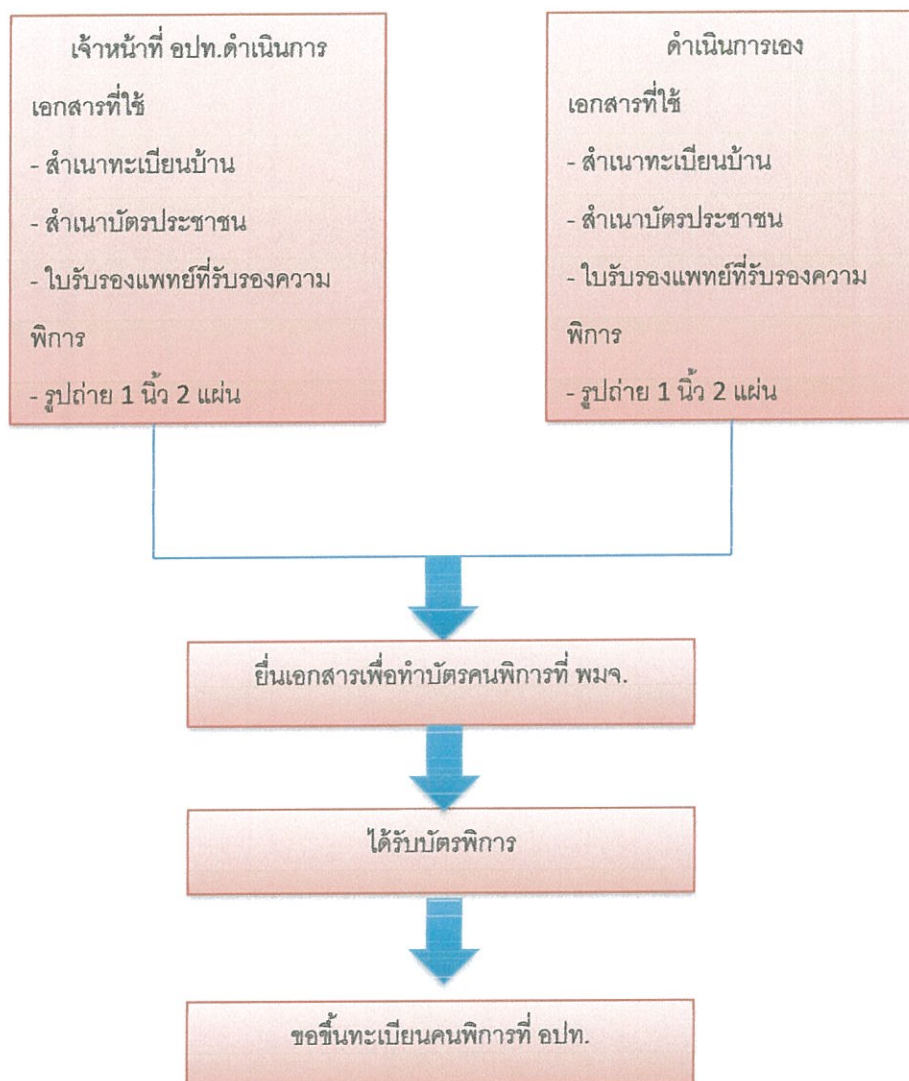 เจ้าหน้าที่ อปท.ดำเนินการ
เอกสารที่ใช้
- สำเนาทะเบียนบ้าน
- สำเนาบัตรประชาชน
- ใบรับรองแพทย์ที่รับรองความ
พิการ
- รูปถ่าย 1 นิ้ว 2 แผ่น
ดำเนินการเอง
เอกสารที่ใช้
- สำเนาทะเบียนบ้าน
- สำเนาบัตรประชาชน
- ใบรับรองแพทย์ที่รับรองความ
พิการ
- รูปถ่าย 1 นิ้ว 2 แผ่น
ยื่นเอกสารเพื่อทำบัตรคนพิการที่ พมจ.
ได้รับบัตรพิการ
ขอขึ้นทะเบียนคนพิการที่ อปท.